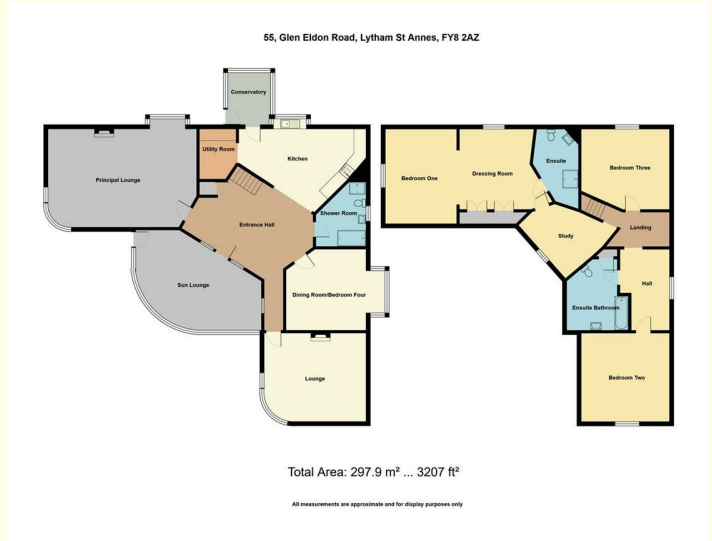 55, Glen Eldon Road, Lytham St Annes, FY8 2AZ
Conservatory
Utility Room
Kitchen
Principal Lounge
Shower Room
Entrance Hall
Sun Lounge
Dining Room/Bedroom Four
Lounge
Bedroom One
Dressing Room
Ensuite
Bedroom Three
Landing
Study
Hall
Ensuite Bathroom
Bedroom Two
Total Area: 297.9 m² ... 3207 ft²
All measurements are approximate and for display purposes only